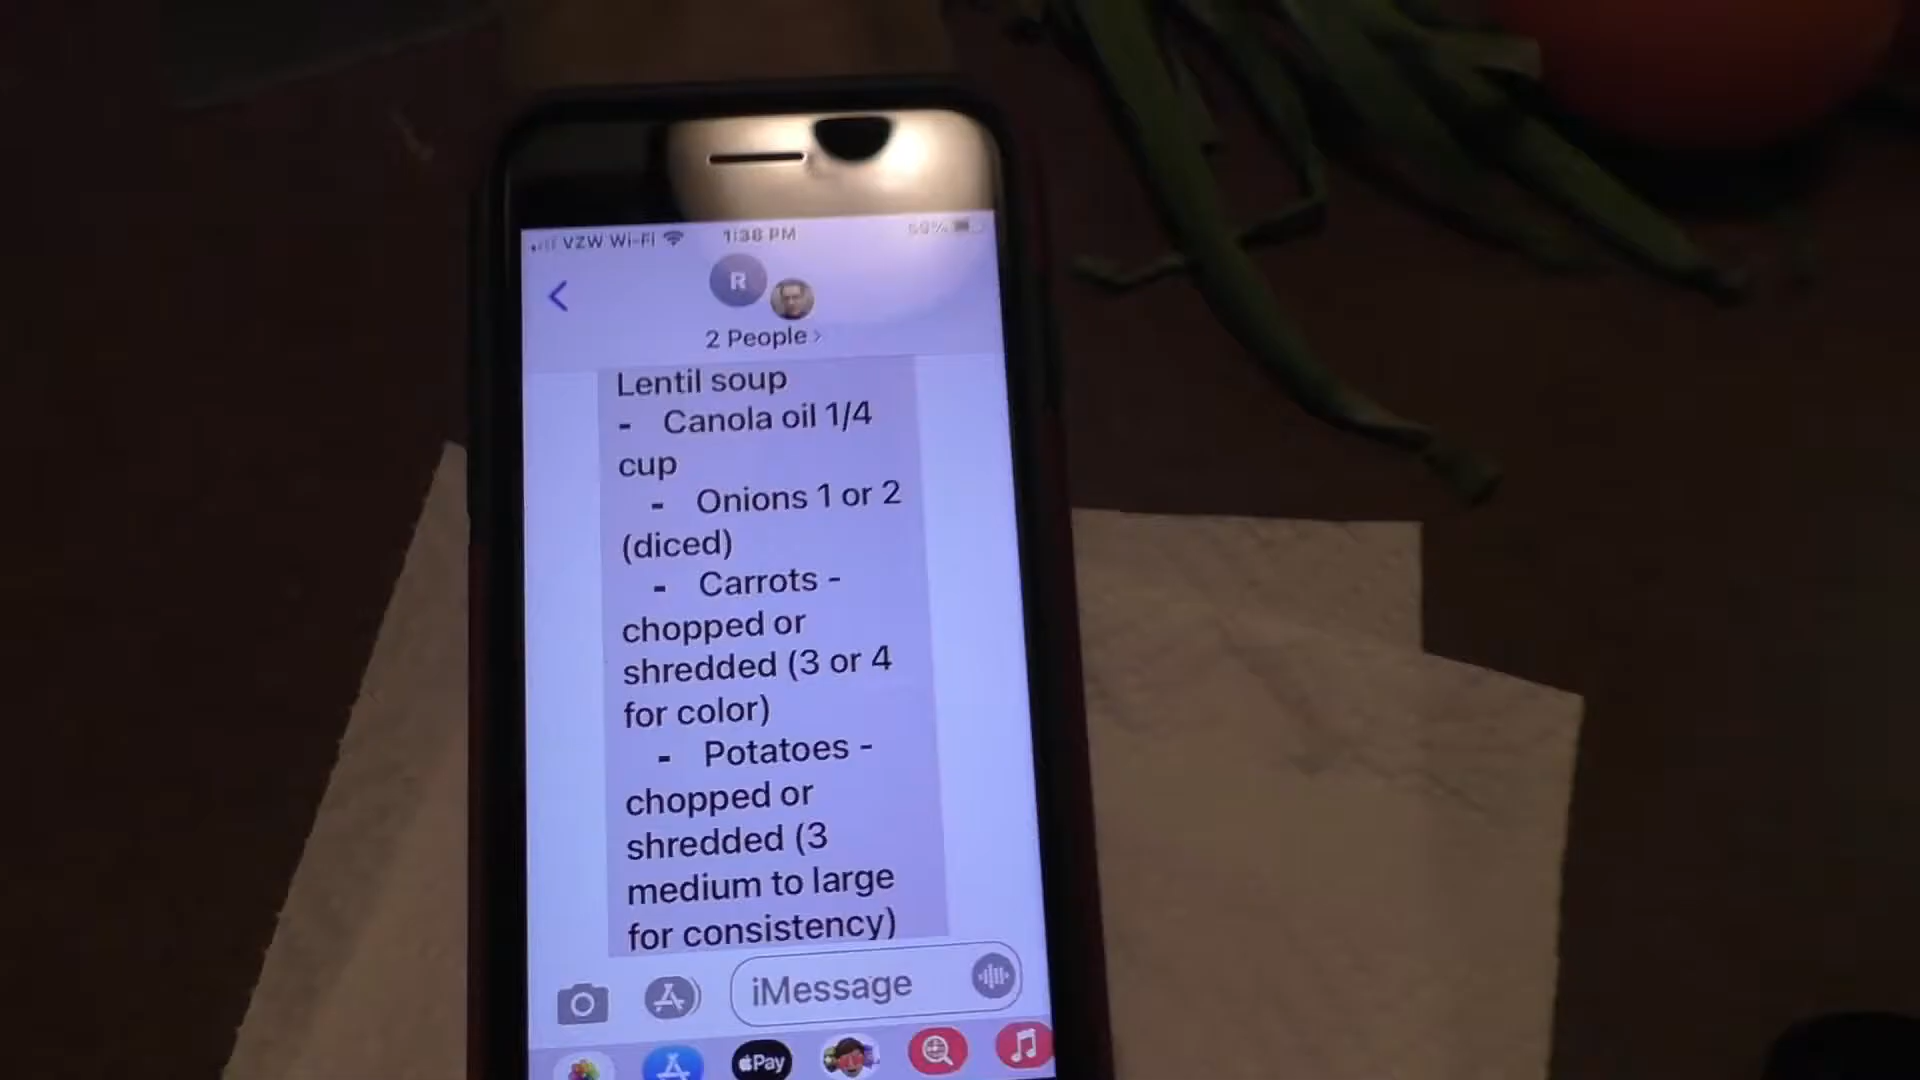 VZW Wi-Fi 1:38 PM 59%
R
2 People >
Lentil soup
- Canola oil 1/4
cup
- Onions 1 or 2
(diced)
- Carrots -
chopped or
shredded (3 or 4
for color)
- Potatoes -
chopped or
shredded (3
medium to large
for consistency)
iMessage
Pay